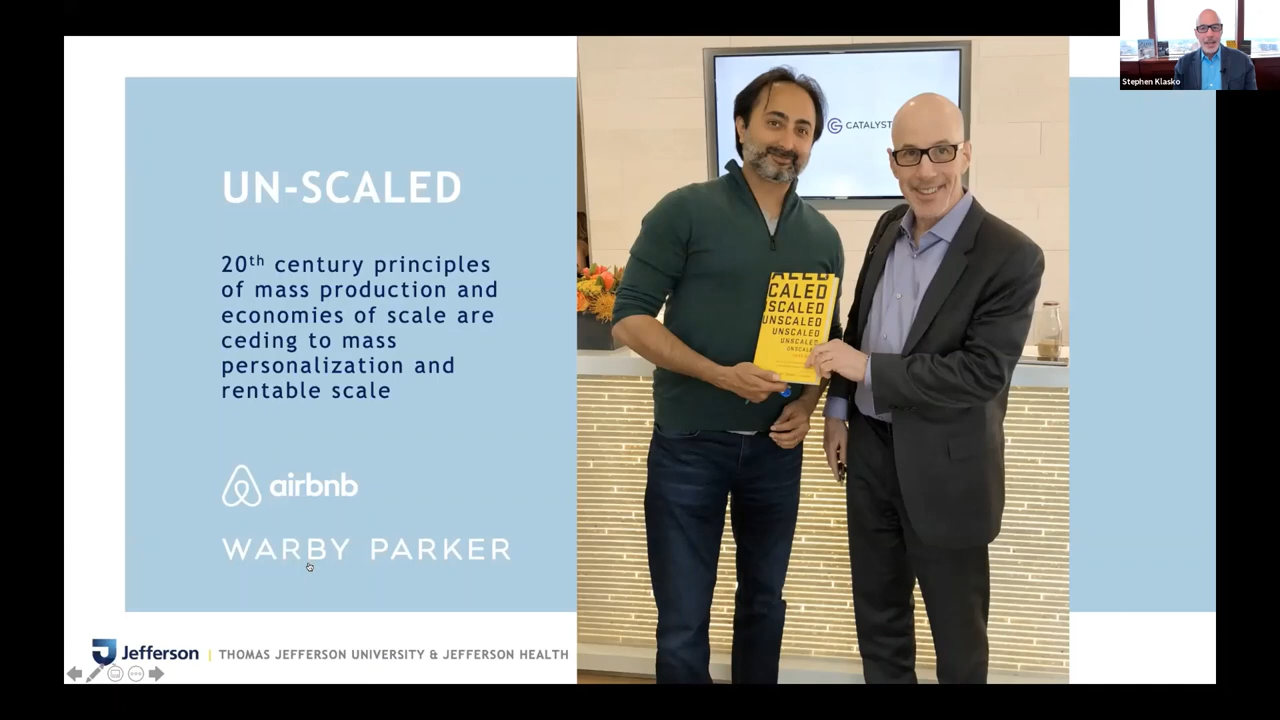 Stephen Klasko
UN-SCALED
20th century principles
of mass production and
economies of scale are
ceding to mass
personalization and
rentable scale
airbnb
WARBY PARKER
CATALYST
CALED
SCALED
UNSCALED
UNSCALED
UNSCALED
Jefferson | THOMAS JEFFERSON UNIVERSITY & JEFFERSON HEALTH